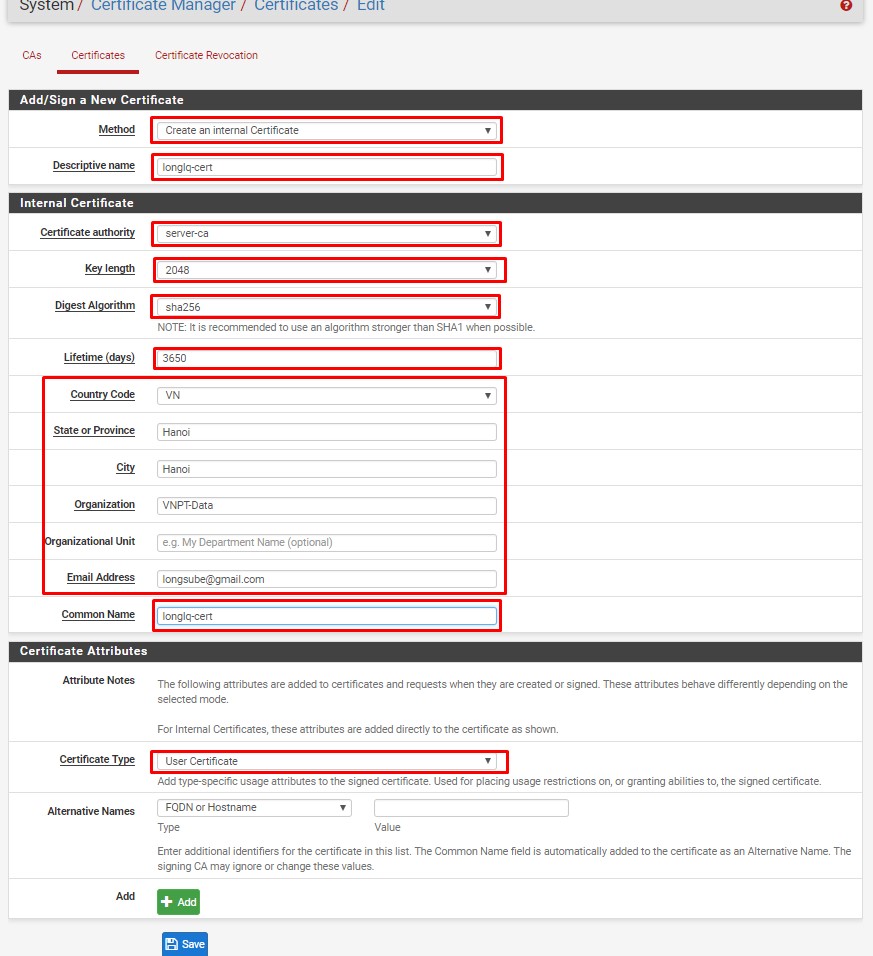 System / Certificate Manager / Certificates / Edit
CAs Certificates Certificate Revocation
Add/Sign a New Certificate
Method Create an internal Certificate
Descriptive name longlq-cert
Internal Certificate
Certificate authority server-ca
Key length 2048
Digest Algorithm sha256
NOTE: It is recommended to use an algorithm stronger than SHA1 when possible.
Lifetime (days) 3650
Country Code VN
State or Province Hanoi
City Hanoi
Organization VNPT-Data
Organizational Unit e.g. My Department Name (optional)
Email Address longsube@gmail.com
Common Name longlq-cert
Certificate Attributes
Attribute Notes The following attributes are added to certificates and requests when they are created or signed. These attributes behave differently depending on the
selected mode.
For Internal Certificates, these attributes are added directly to the certificate as shown.
Certificate Type User Certificate
Add type-specific usage attributes to the signed certificate. Used for placing usage restrictions on, or granting abilities to, the signed certificate.
Alternative Names FQDN or Hostname
Type Value
Enter additional identifiers for the certificate in this list. The Common Name field is automatically added to the certificate as an Alternative Name. The
signing CA may ignore or change these values.
Add + Add
Save